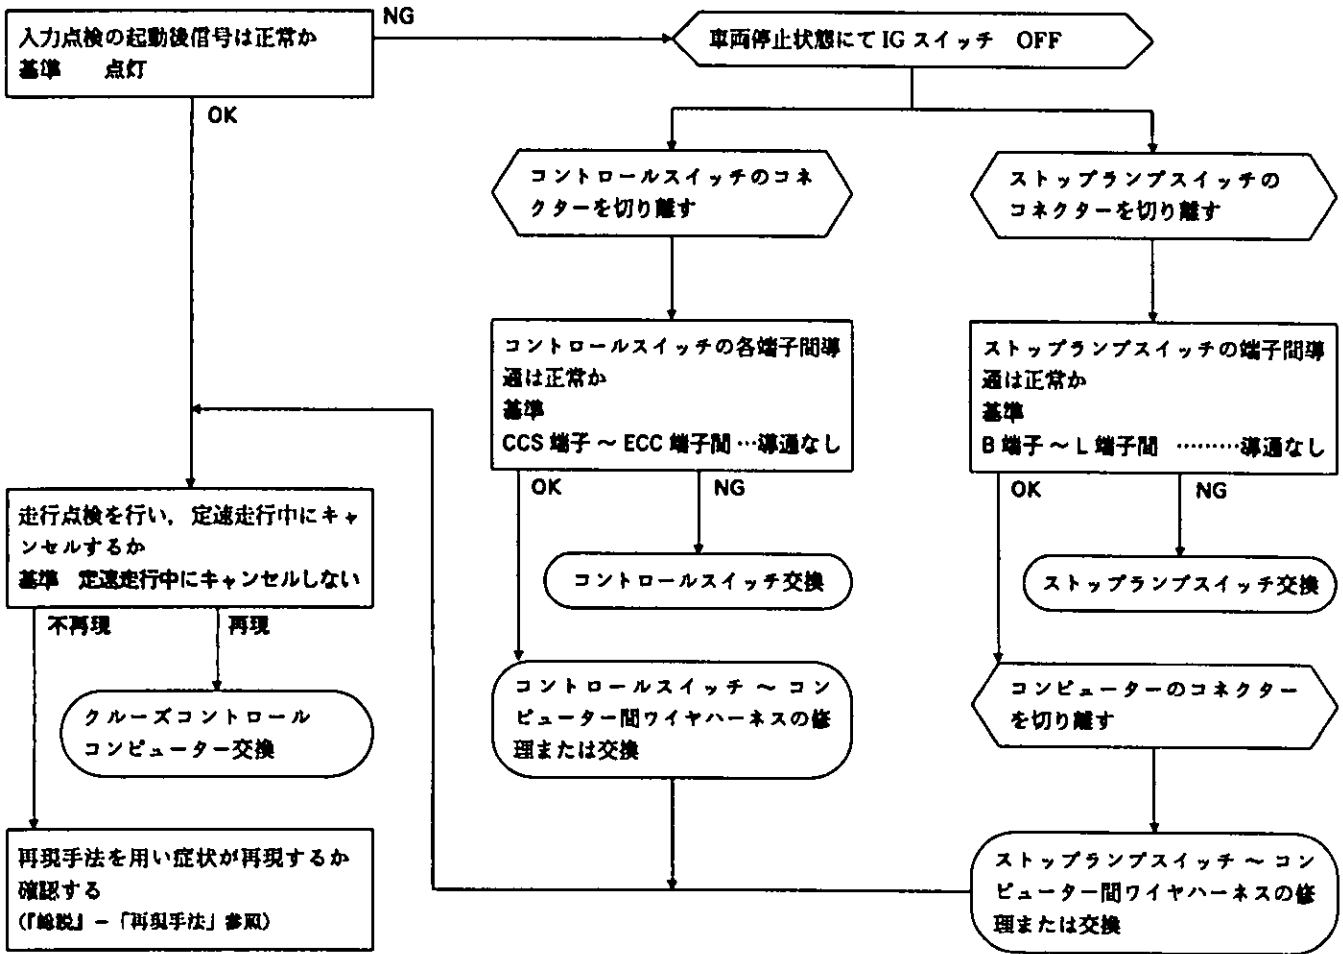 入力点検の起動後信号は正常か
基準　点灯
NG
車両停止状態にて IG スイッチ　OFF
OK
コントロールスイッチのコネ
クターを切り離す
ストップランプスイッチの
コネクターを切り離す
コントロールスイッチの各端子間導
通は正常か
基準
CCS 端子 ～ ECC 端子間 …導通なし
ストップランプスイッチの端子間導
通は正常か
基準
B 端子 ～ L 端子間 ………導通なし
OK
NG
OK
NG
コントロールスイッチ交換
ストップランプスイッチ交換
走行点検を行い，定速走行中にキャ
ンセルするか
基準　定速走行中にキャンセルしない
不再現
再現
クルーズコントロール
コンピューター交換
コントロールスイッチ ～ コン
ピューター間ワイヤハーネスの修
理または交換
コンピューターのコネクター
を切り離す
再現手法を用い症状が再現するか
確認する
(『総説』－「再現手法」参照)
ストップランプスイッチ ～ コン
ピューター間ワイヤハーネスの修
理または交換